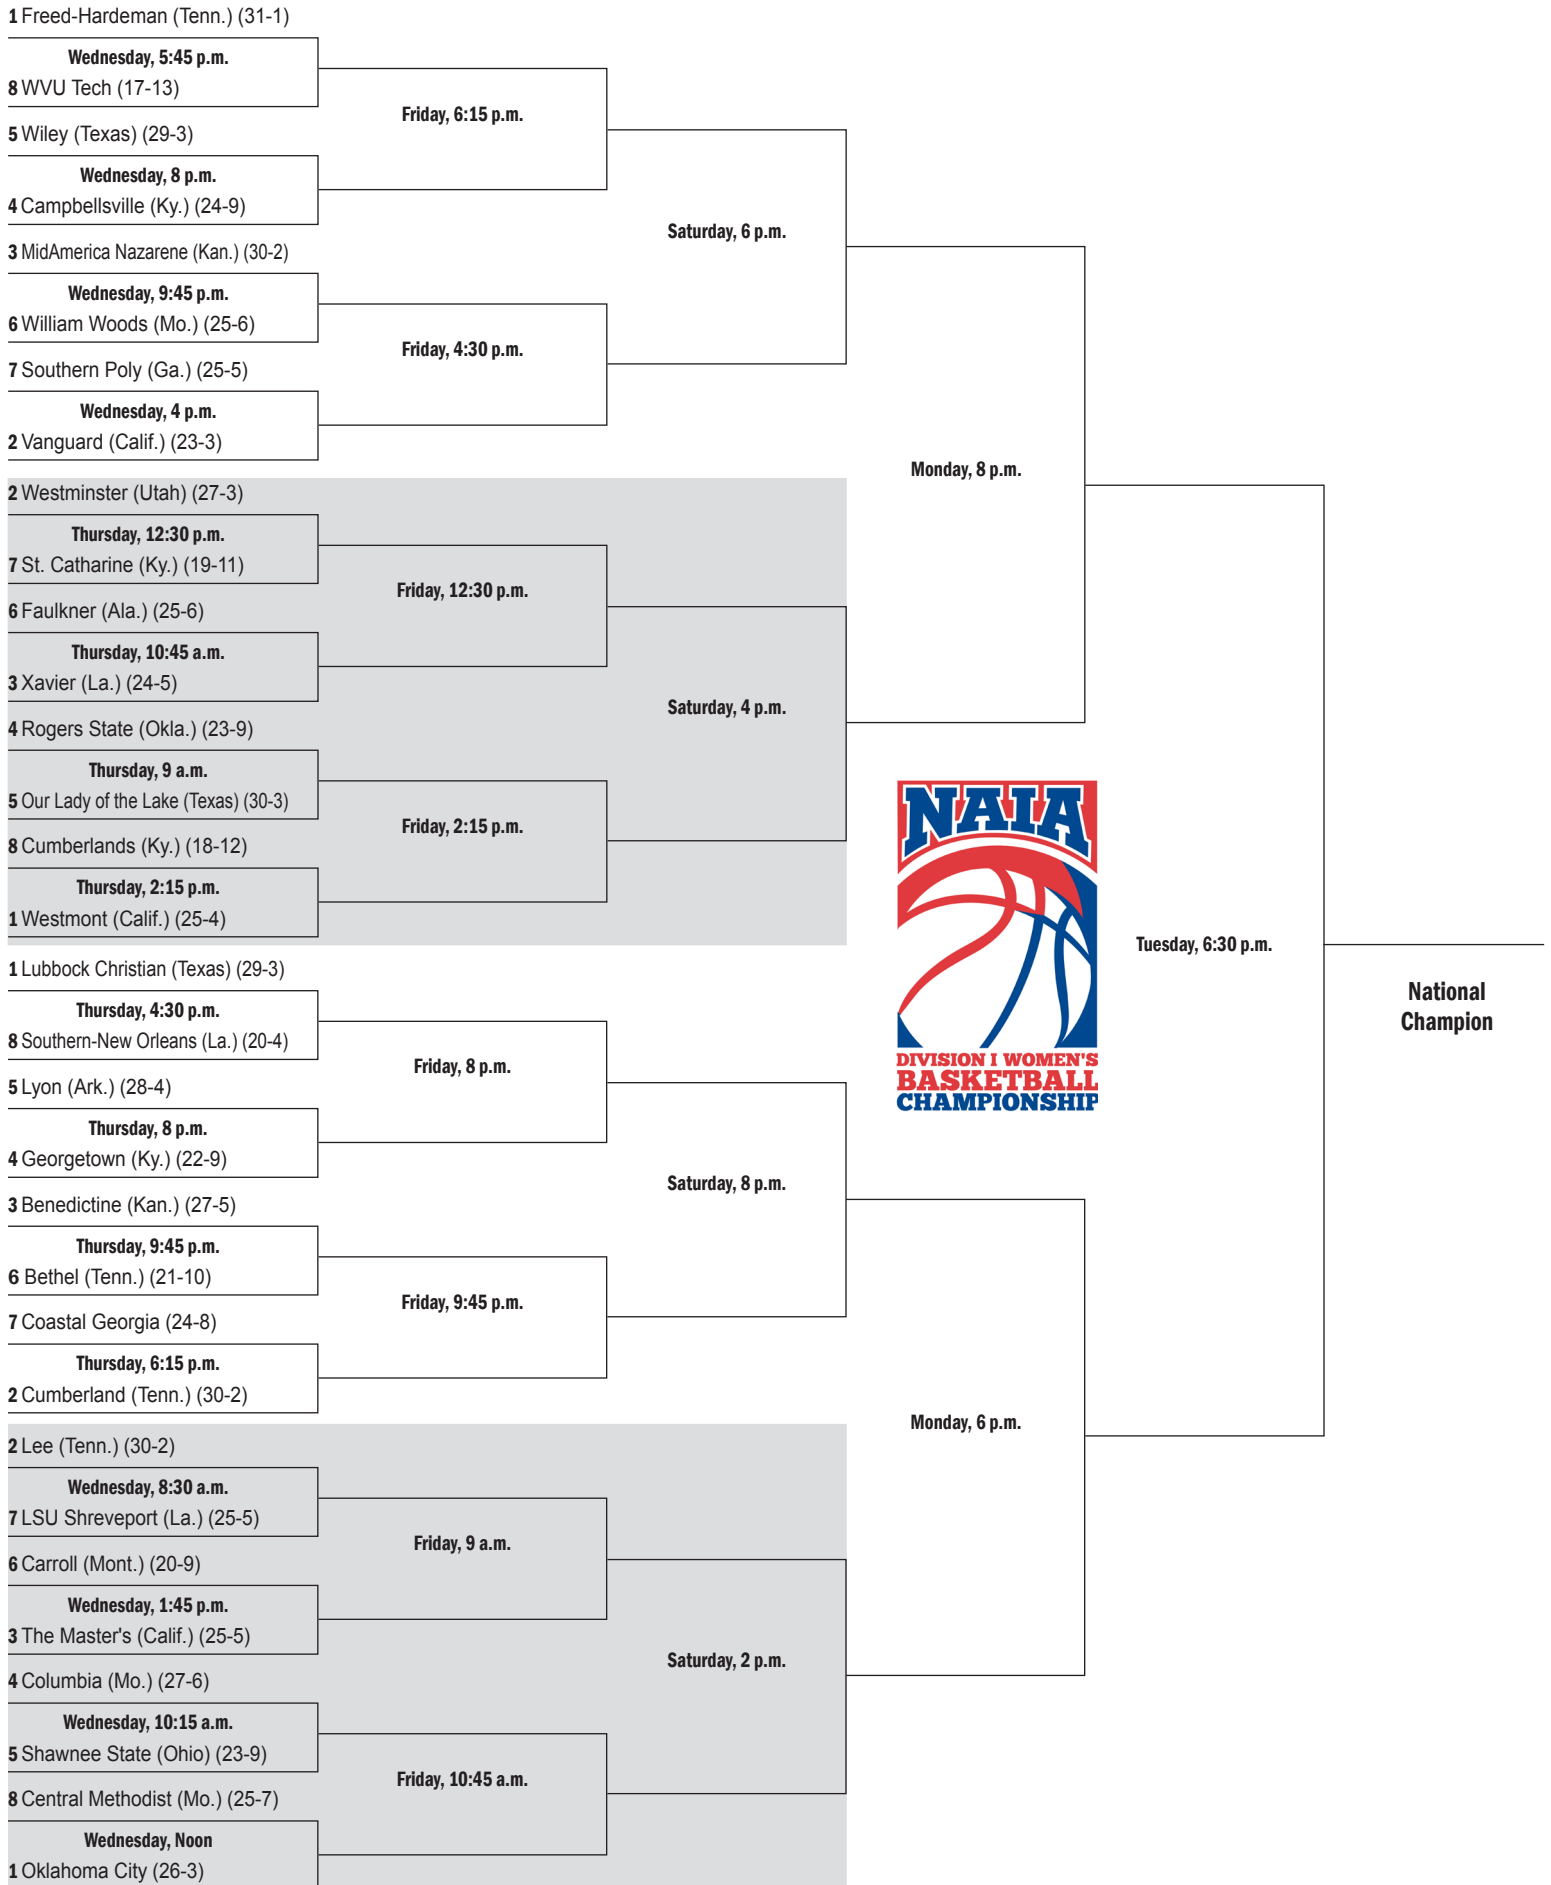 1 Freed-Hardeman (Tenn.) (31-1)
Wednesday, 5:45 p.m.
8 WVU Tech (17-13)
Friday, 6:15 p.m.
5 Wiley (Texas) (29-3)
Wednesday, 8 p.m.
4 Campbellsville (Ky.) (24-9)
Saturday, 6 p.m.
3 MidAmerica Nazarene (Kan.) (30-2)
Wednesday, 9:45 p.m.
6 William Woods (Mo.) (25-6)
Friday, 4:30 p.m.
7 Southern Poly (Ga.) (25-5)
Wednesday, 4 p.m.
2 Vanguard (Calif.) (23-3)
Monday, 8 p.m.
2 Westminster (Utah) (27-3)
Thursday, 12:30 p.m.
7 St. Catharine (Ky.) (19-11)
Friday, 12:30 p.m.
6 Faulkner (Ala.) (25-6)
Thursday, 10:45 a.m.
3 Xavier (La.) (24-5)
Saturday, 4 p.m.
4 Rogers State (Okla.) (23-9)
Thursday, 9 a.m.
5 Our Lady of the Lake (Texas) (30-3)
Friday, 2:15 p.m.
8 Cumberlands (Ky.) (18-12)
Thursday, 2:15 p.m.
1 Westmont (Calif.) (25-4)
NAIA
DIVISION I WOMEN'S
BASKETBALL
CHAMPIONSHIP
Tuesday, 6:30 p.m.
National
Champion
1 Lubbock Christian (Texas) (29-3)
Thursday, 4:30 p.m.
8 Southern-New Orleans (La.) (20-4)
Friday, 8 p.m.
5 Lyon (Ark.) (28-4)
Thursday, 8 p.m.
4 Georgetown (Ky.) (22-9)
Saturday, 8 p.m.
3 Benedictine (Kan.) (27-5)
Thursday, 9:45 p.m.
6 Bethel (Tenn.) (21-10)
Friday, 9:45 p.m.
7 Coastal Georgia (24-8)
Thursday, 6:15 p.m.
2 Cumberland (Tenn.) (30-2)
Monday, 6 p.m.
2 Lee (Tenn.) (30-2)
Wednesday, 8:30 a.m.
7 LSU Shreveport (La.) (25-5)
Friday, 9 a.m.
6 Carroll (Mont.) (20-9)
Wednesday, 1:45 p.m.
3 The Master's (Calif.) (25-5)
Saturday, 2 p.m.
4 Columbia (Mo.) (27-6)
Wednesday, 10:15 a.m.
5 Shawnee State (Ohio) (23-9)
Friday, 10:45 a.m.
8 Central Methodist (Mo.) (25-7)
Wednesday, Noon
1 Oklahoma City (26-3)